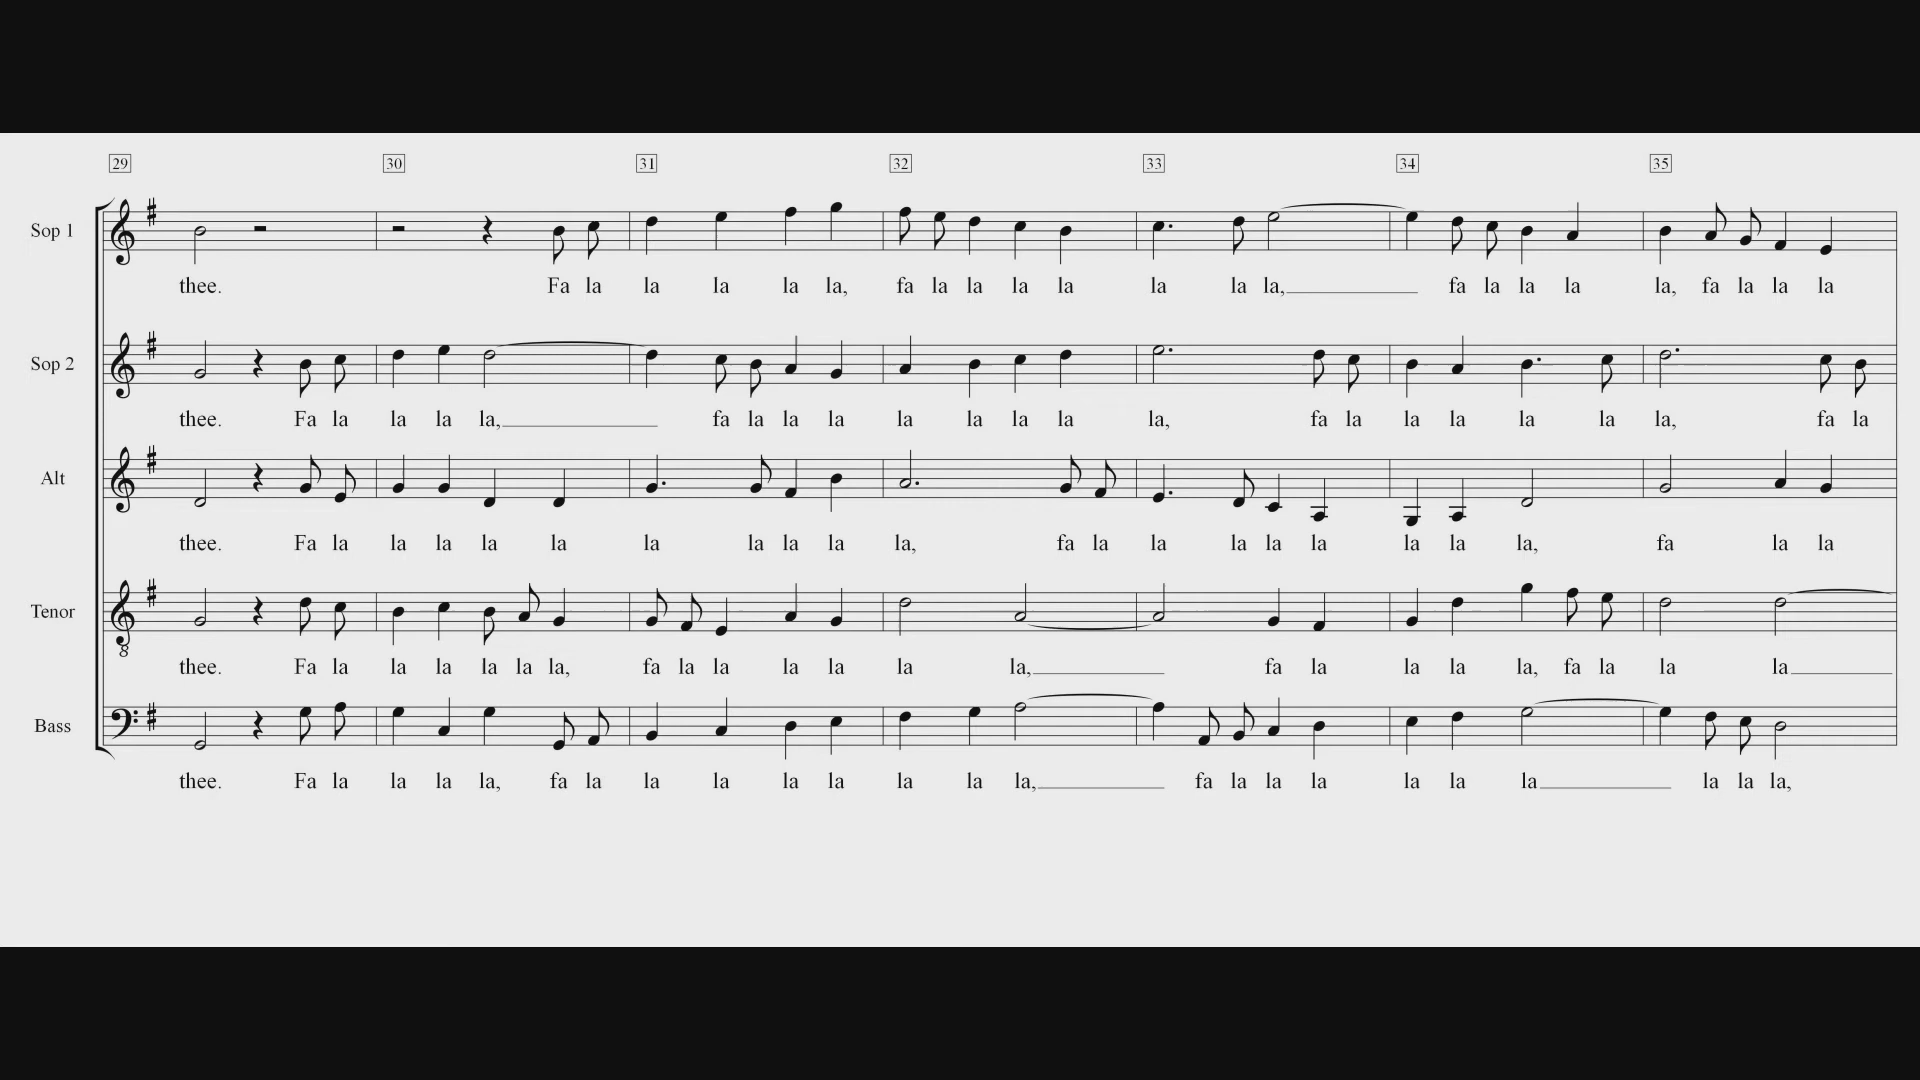 29 30 31 32 33 34 35
Sop 1
thee. Fa la la la la la, fa la la la la la la la, fa la la la la, fa la la la
Sop 2
thee. Fa la la la la, fa la la la la la la la la, fa la la la la la la, fa la
Alt
thee. Fa la la la la la la la la la la, fa la la la la la la la la, fa la la
Tenor
8
thee. Fa la la la la la la, fa la la la la la la, fa la la la la, fa la la la
Bass
thee. Fa la la la la, fa la la la la la la la la, fa la la la la la la la la la,